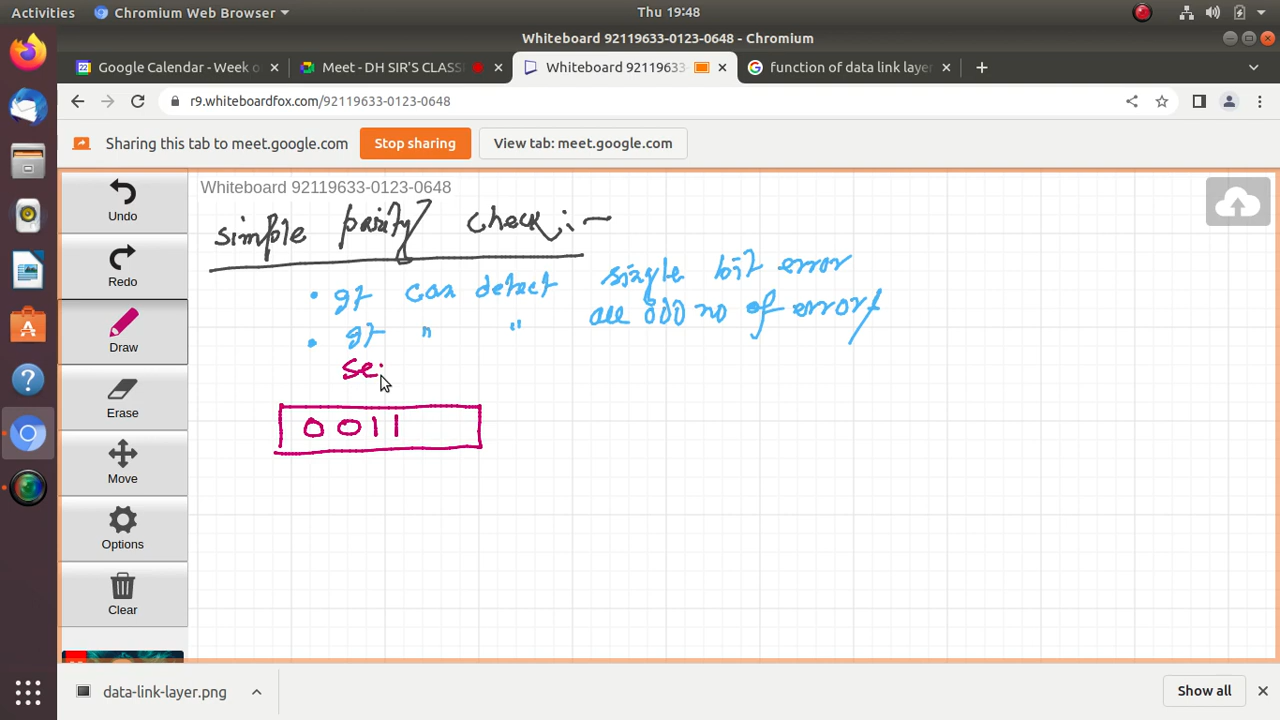 Activities Chromium Web Browser Thu 19:48
Whiteboard 92119633-0123-0648 - Chromium
Google Calendar - Week o Meet - DH SIR'S CLASS Whiteboard 92119633 function of data link layer
r9.whiteboardfox.com/92119633-0123-0648
Sharing this tab to meet.google.com Stop sharing View tab: meet.google.com
Whiteboard 92119633-0123-0648
Undo
Redo
Draw
Erase
Move
Options
Clear
simple parity check :-
• It can detect single bit error
• It " " all odd no of errors
Se
0 0 1 1
data-link-layer.png Show all